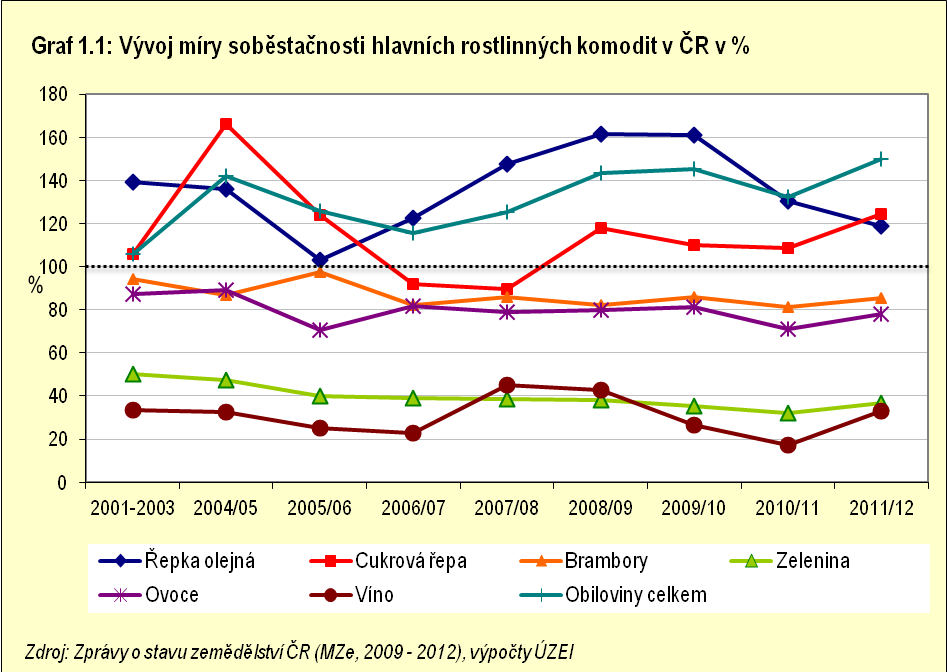 Graf 1.1: Vývoj míry soběstačnosti hlavních rostlinných komodit v ČR v %
180
160
140
120
100
%
80
60
40
20
0
2001-2003 2004/05 2005/06 2006/07 2007/08 2008/09 2009/10 2010/11 2011/12
Řepka olejná Cukrová řepa Brambory Zelenina
Ovoce Víno Obiloviny celkem
Zdroj: Zprávy o stavu zemědělství ČR (MZe, 2009 - 2012), výpočty ÚZEI